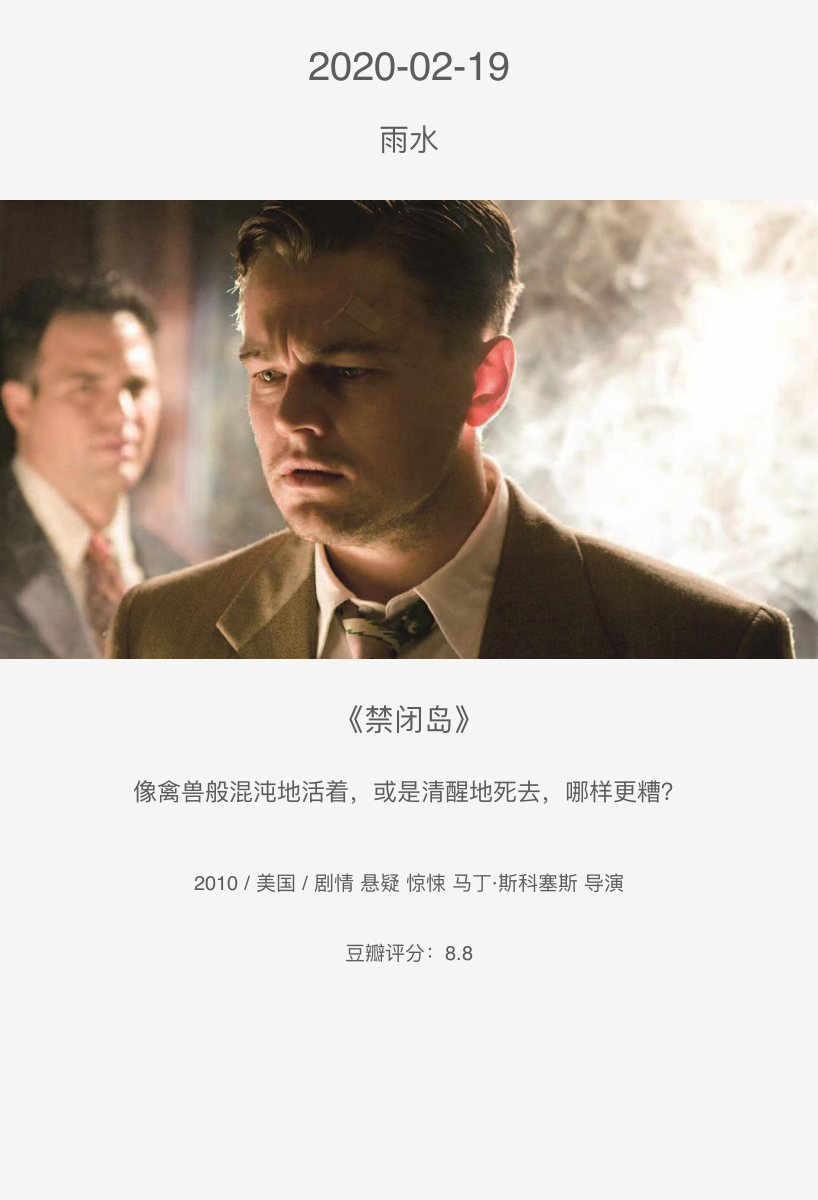 2020-02-19
雨水
《禁闭岛》
像禽兽般混沌地活着，或是清醒地死去，哪样更糟？
2010 / 美国 / 剧情 悬疑 惊悚 马丁·斯科塞斯 导演
豆瓣评分：8.8